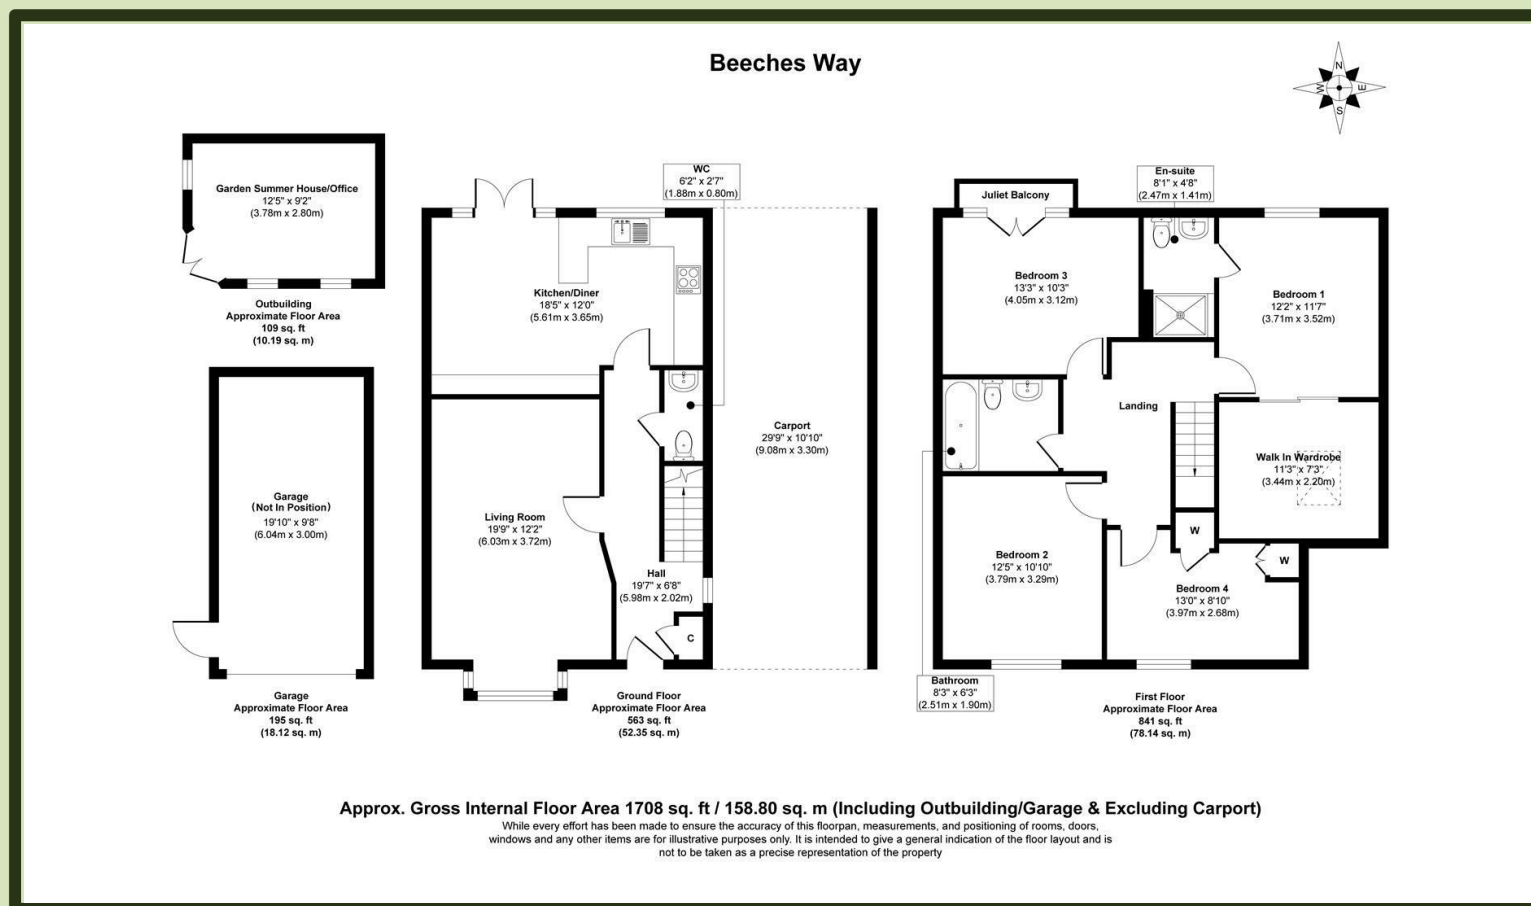 Beeches Way
N
W
E
S
Garden Summer House/Office
12'5" x 9'2"
(3.78m x 2.80m)
Outbuilding
Approximate Floor Area
109 sq. ft
(10.19 sq. m)
Garage
(Not In Position)
19'10" x 9'8"
(6.04m x 3.00m)
Garage
Approximate Floor Area
195 sq. ft
(18.12 sq. m)
WC
6'2" x 2'7"
(1.88m x 0.80m)
Kitchen/Diner
18'5" x 12'0"
(5.61m x 3.65m)
Living Room
19'9" x 12'2"
(6.03m x 3.72m)
Hall
19'7" x 6'8"
(5.98m x 2.02m)
C
Ground Floor
Approximate Floor Area
563 sq. ft
(52.35 sq. m)
Carport
29'9" x 10'10"
(9.08m x 3.30m)
Juliet Balcony
En-suite
8'1" x 4'8"
(2.47m x 1.41m)
Bedroom 3
13'3" x 10'3"
(4.05m x 3.12m)
Bedroom 1
12'2" x 11'7"
(3.71m x 3.52m)
Landing
Walk In Wardrobe
11'3" x 7'3"
(3.44m x 2.20m)
W
W
Bedroom 2
12'5" x 10'10"
(3.79m x 3.29m)
Bedroom 4
13'0" x 8'10"
(3.97m x 2.68m)
Bathroom
8'3" x 6'3"
(2.51m x 1.90m)
First Floor
Approximate Floor Area
841 sq. ft
(78.14 sq. m)
Approx. Gross Internal Floor Area 1708 sq. ft / 158.80 sq. m (Including Outbuilding/Garage & Excluding Carport)
While every effort has been made to ensure the accuracy of this floorpan, measurements, and positioning of rooms, doors,
windows and any other items are for illustrative purposes only. It is intended to give a general indication of the floor layout and is
not to be taken as a precise representation of the property